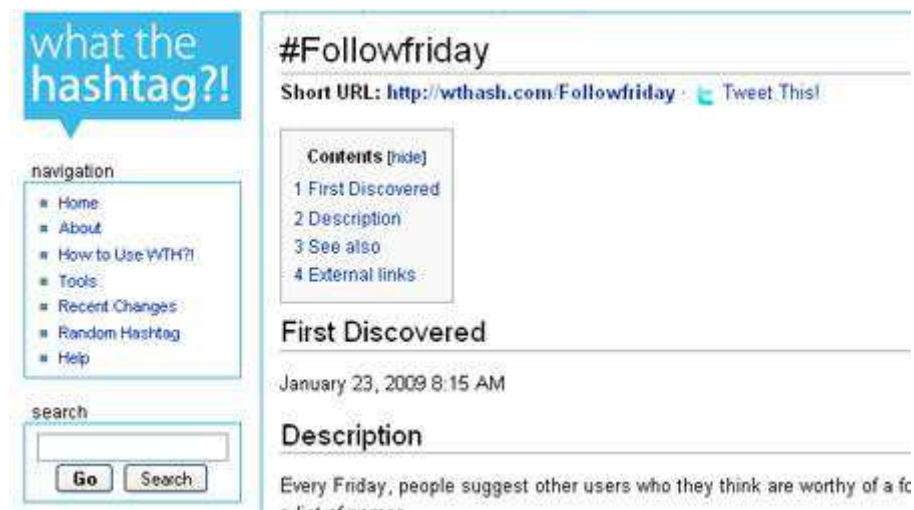 what the
hashtag?!
navigation
Home
About
How to Use WTH?!
Tools
Recent Changes
Random Hashtag
Help
search
Go Search
#Followfriday
Short URL: http://wthash.com/Followfriday · Tweet This!
Contents [hide]
1 First Discovered
2 Description
3 See also
4 External links
First Discovered
January 23, 2009 8:15 AM
Description
Every Friday, people suggest other users who they think are worthy of a